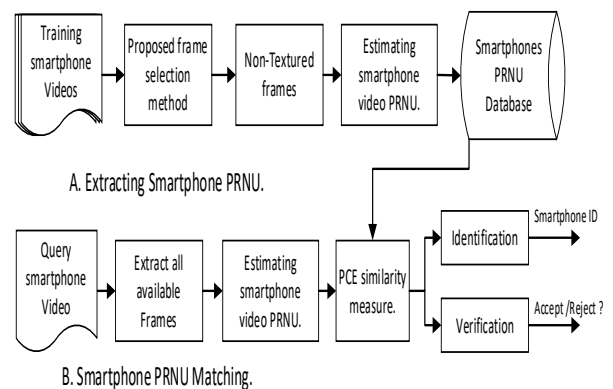 Training
smartphone
Videos
Proposed frame
selection
method
Non-Textured
frames
Estimating
smartphone
video PRNU.
Smartphones
PRNU
Database
A. Extracting Smartphone PRNU.
Query
smartphone
Video
Extract all
available
Frames
Estimating
smartphone
video PRNU.
PCE similarity
measure.
Identification
Smartphone ID
Verification
Accept /Reject ?
B. Smartphone PRNU Matching.